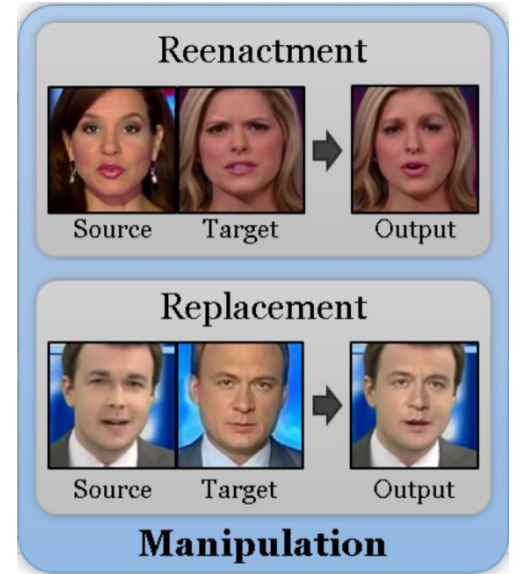 Reenactment
Source Target Output
Replacement
Source Target Output
Manipulation